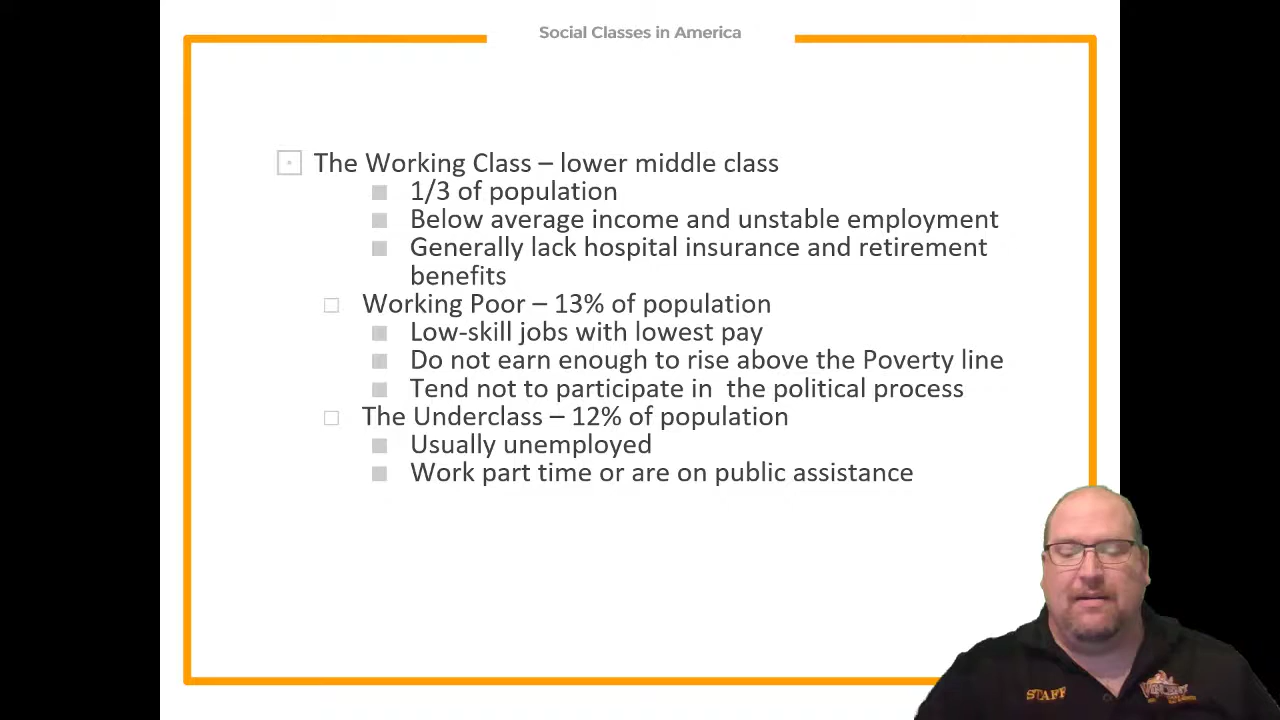 Social Classes in America
The Working Class – lower middle class
1/3 of population
Below average income and unstable employment
Generally lack hospital insurance and retirement
benefits
Working Poor – 13% of population
Low-skill jobs with lowest pay
Do not earn enough to rise above the Poverty line
Tend not to participate in  the political process
The Underclass – 12% of population
Usually unemployed
Work part time or are on public assistance
STAFF